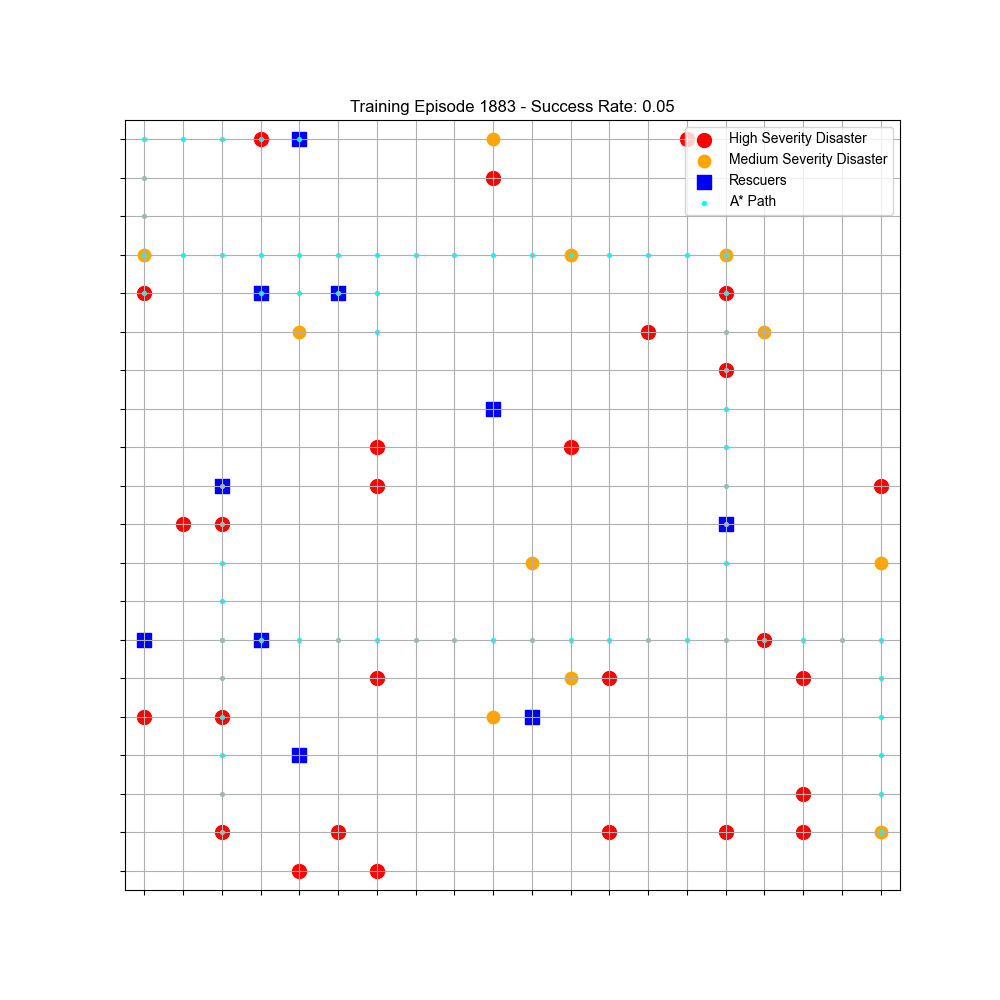 Training Episode 1883 - Success Rate: 0.05
High Severity Disaster
Medium Severity Disaster
Rescuers
A* Path